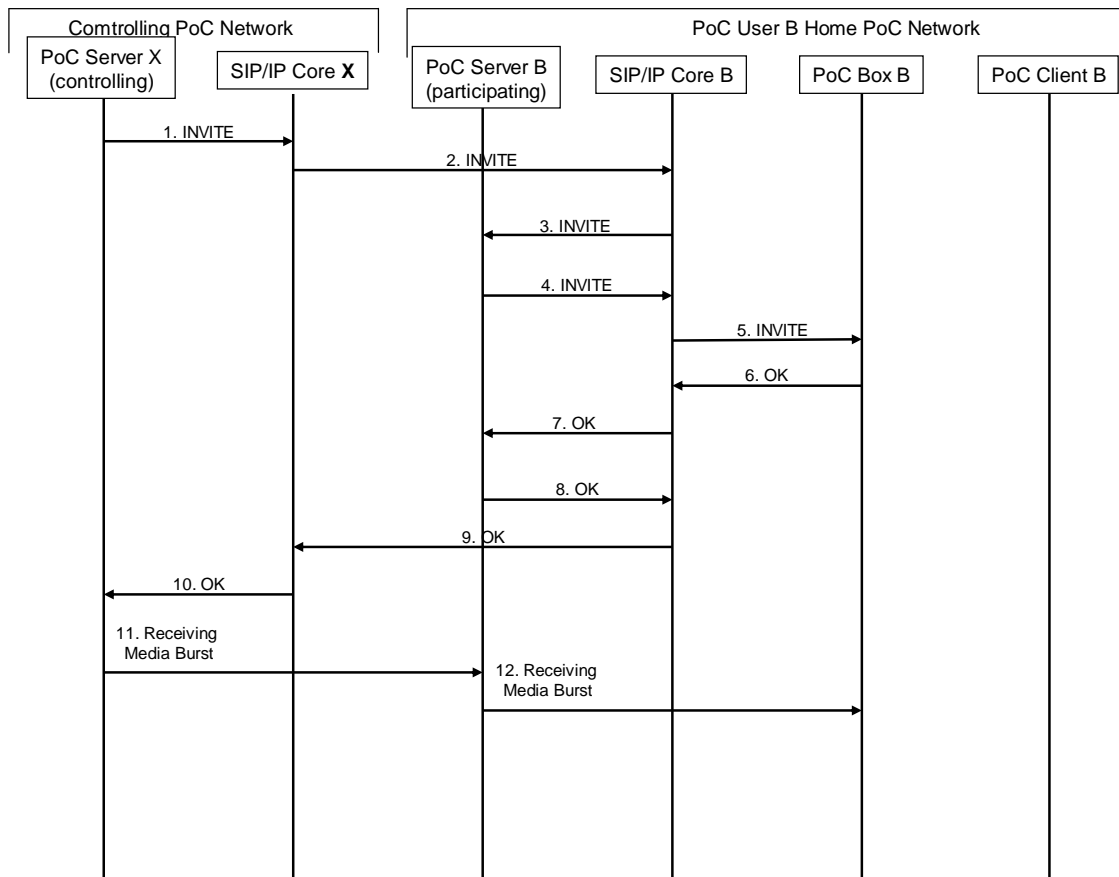 Comtrolling PoC Network
PoC User B Home PoC Network
PoC Server X
(controlling)
SIP/IP Core X
PoC Server B
(participating)
SIP/IP Core B
PoC Box B
PoC Client B
1. INVITE
2. INVITE
3. INVITE
4. INVITE
5. INVITE
6. OK
7. OK
8. OK
9. OK
10. OK
11. Receiving
Media Burst
12. Receiving
Media Burst